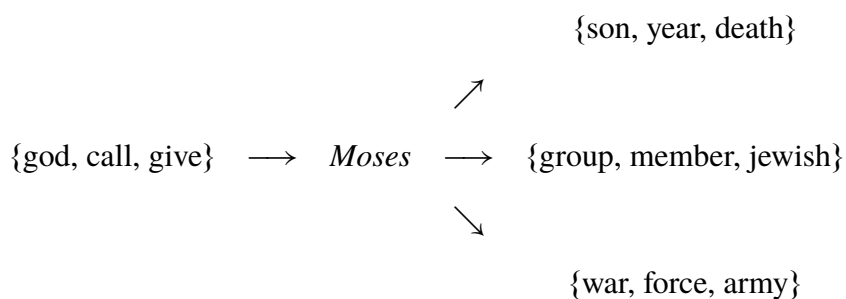 {son, year, death}
{god, call, give} → Moses → {group, member, jewish}
{war, force, army}